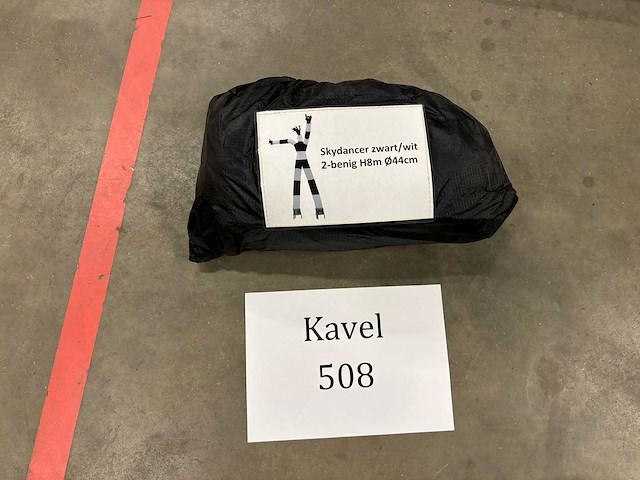 Skydancer zwart/wit
2-benig H8m Ø44cm
Kavel
508